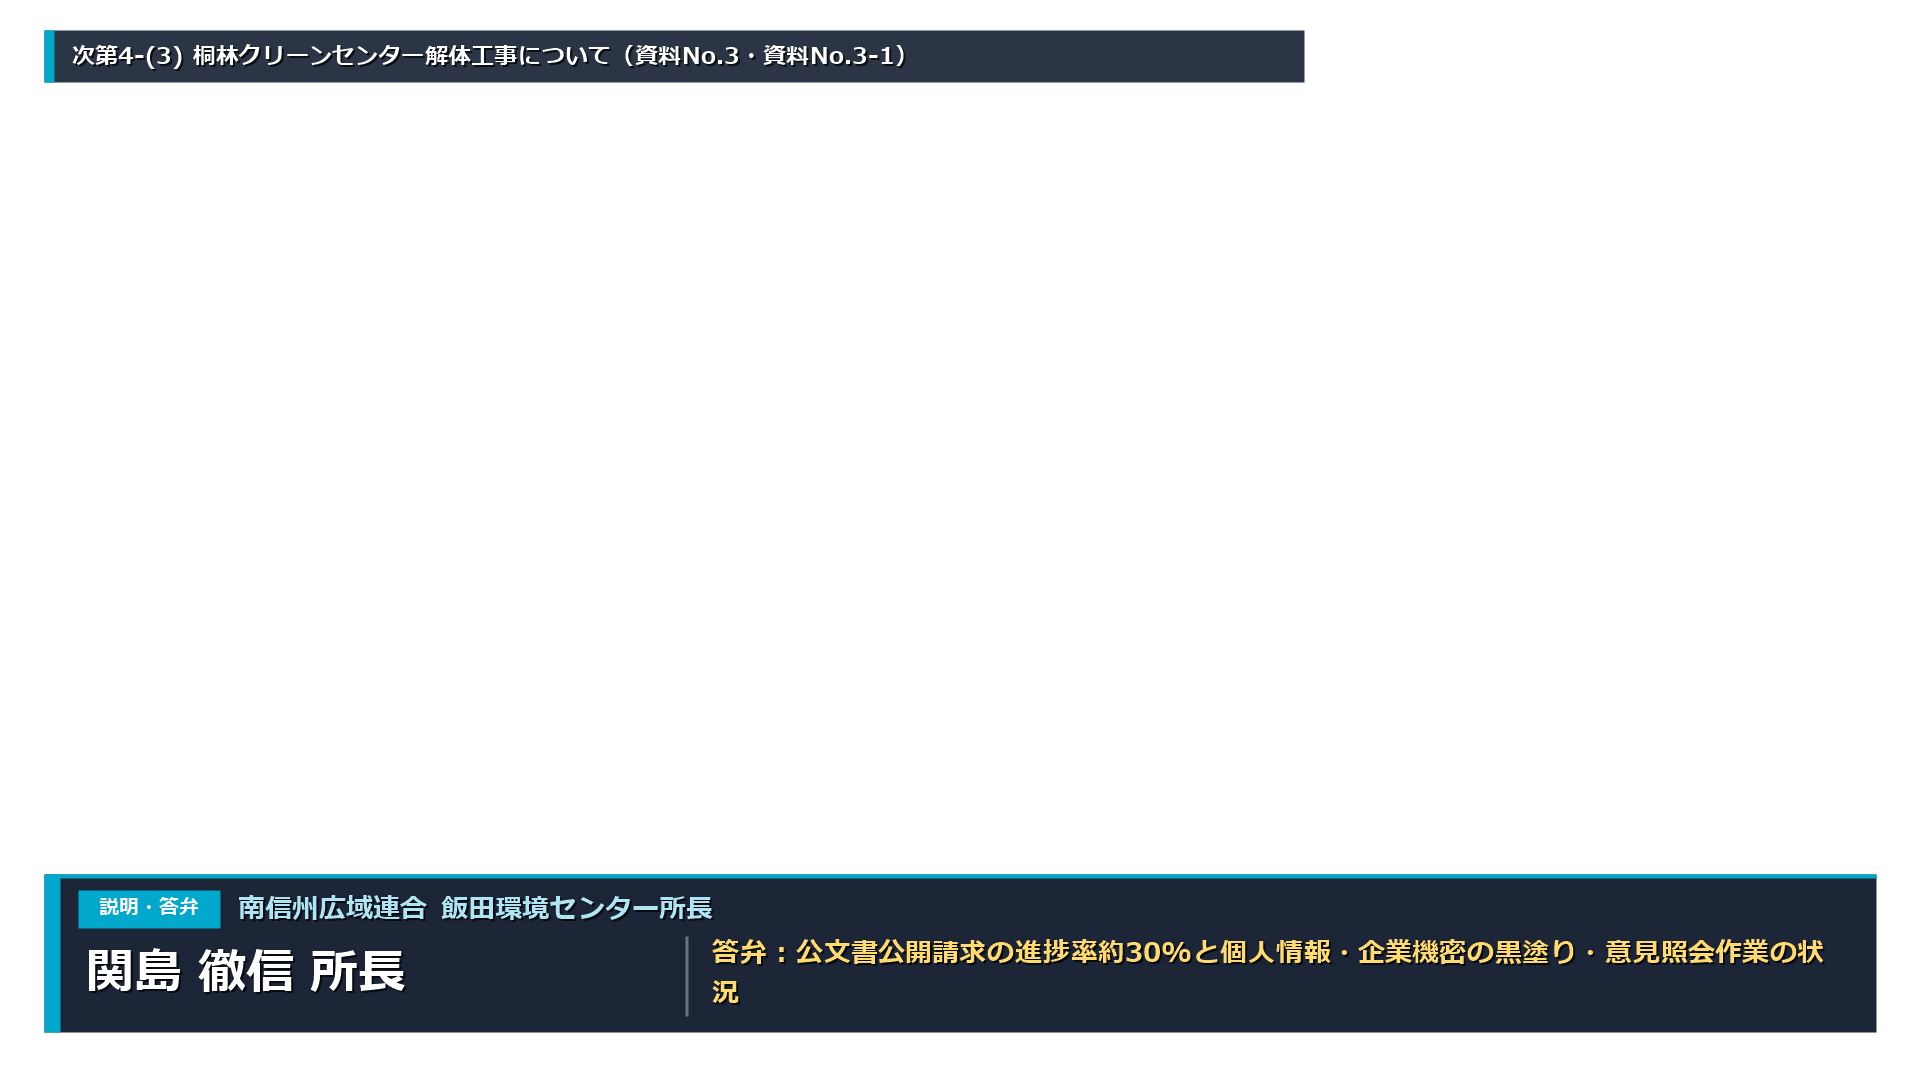 次第4-(3) 桐林クリーンセンター解体工事について（資料No.3・資料No.3-1）
説明・答弁
南信州広域連合 飯田環境センター所長
関島 徹信 所長
答弁：公文書公開請求の進捗率約30%と個人情報・企業機密の黒塗り・意見照会作業の状
況